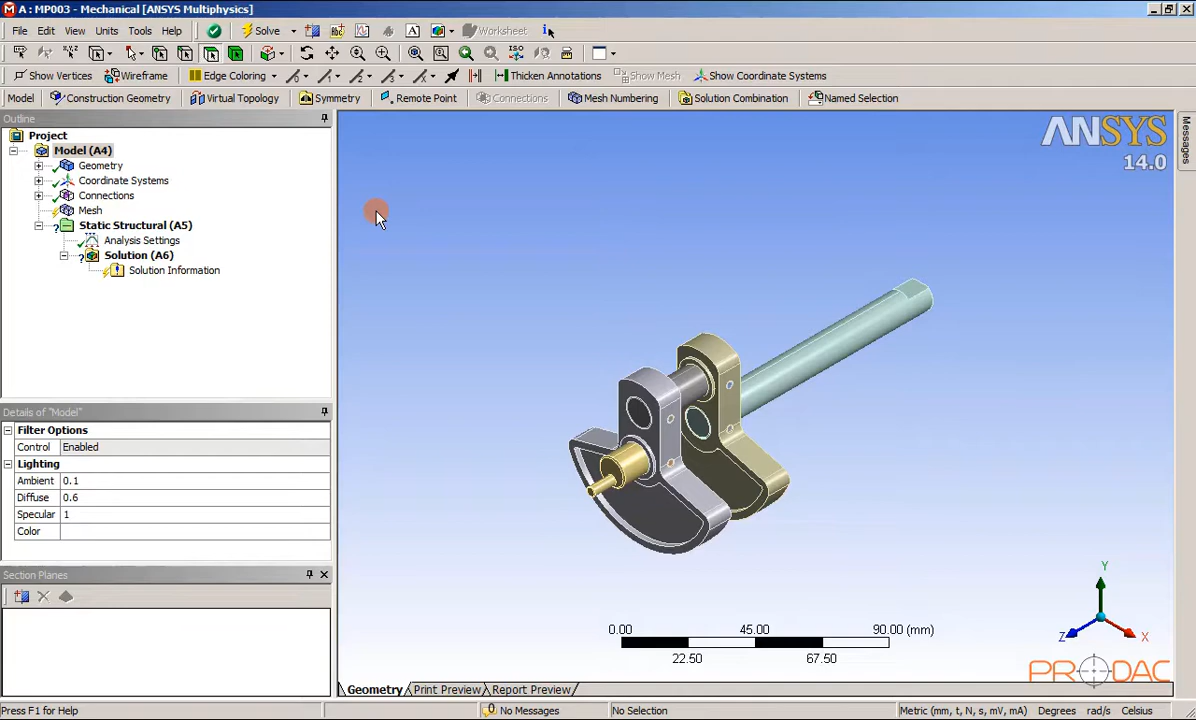 A : MP003 - Mechanical [ANSYS Multiphysics]
File Edit View Units Tools Help Solve Worksheet
Show Vertices Wireframe Edge Coloring Thicken Annotations Show Mesh Show Coordinate Systems
Model Construction Geometry Virtual Topology Symmetry Remote Point Connections Mesh Numbering Solution Combination Named Selection
Outline
Project
Model (A4)
Geometry
Coordinate Systems
Connections
Mesh
Static Structural (A5)
Analysis Settings
Solution (A6)
Solution Information
Details of "Model"
Filter Options
Control Enabled
Lighting
Ambient 0.1
Diffuse 0.6
Specular 1
Color
Section Planes
ANSYS
14.0
Messages
0.00 45.00 90.00 (mm)
22.50 67.50
Y
Z X
PRODAC
Geometry Print Preview Report Preview
Press F1 for Help No Messages No Selection Metric (mm, t, N, s, mV, mA) Degrees rad/s Celsius